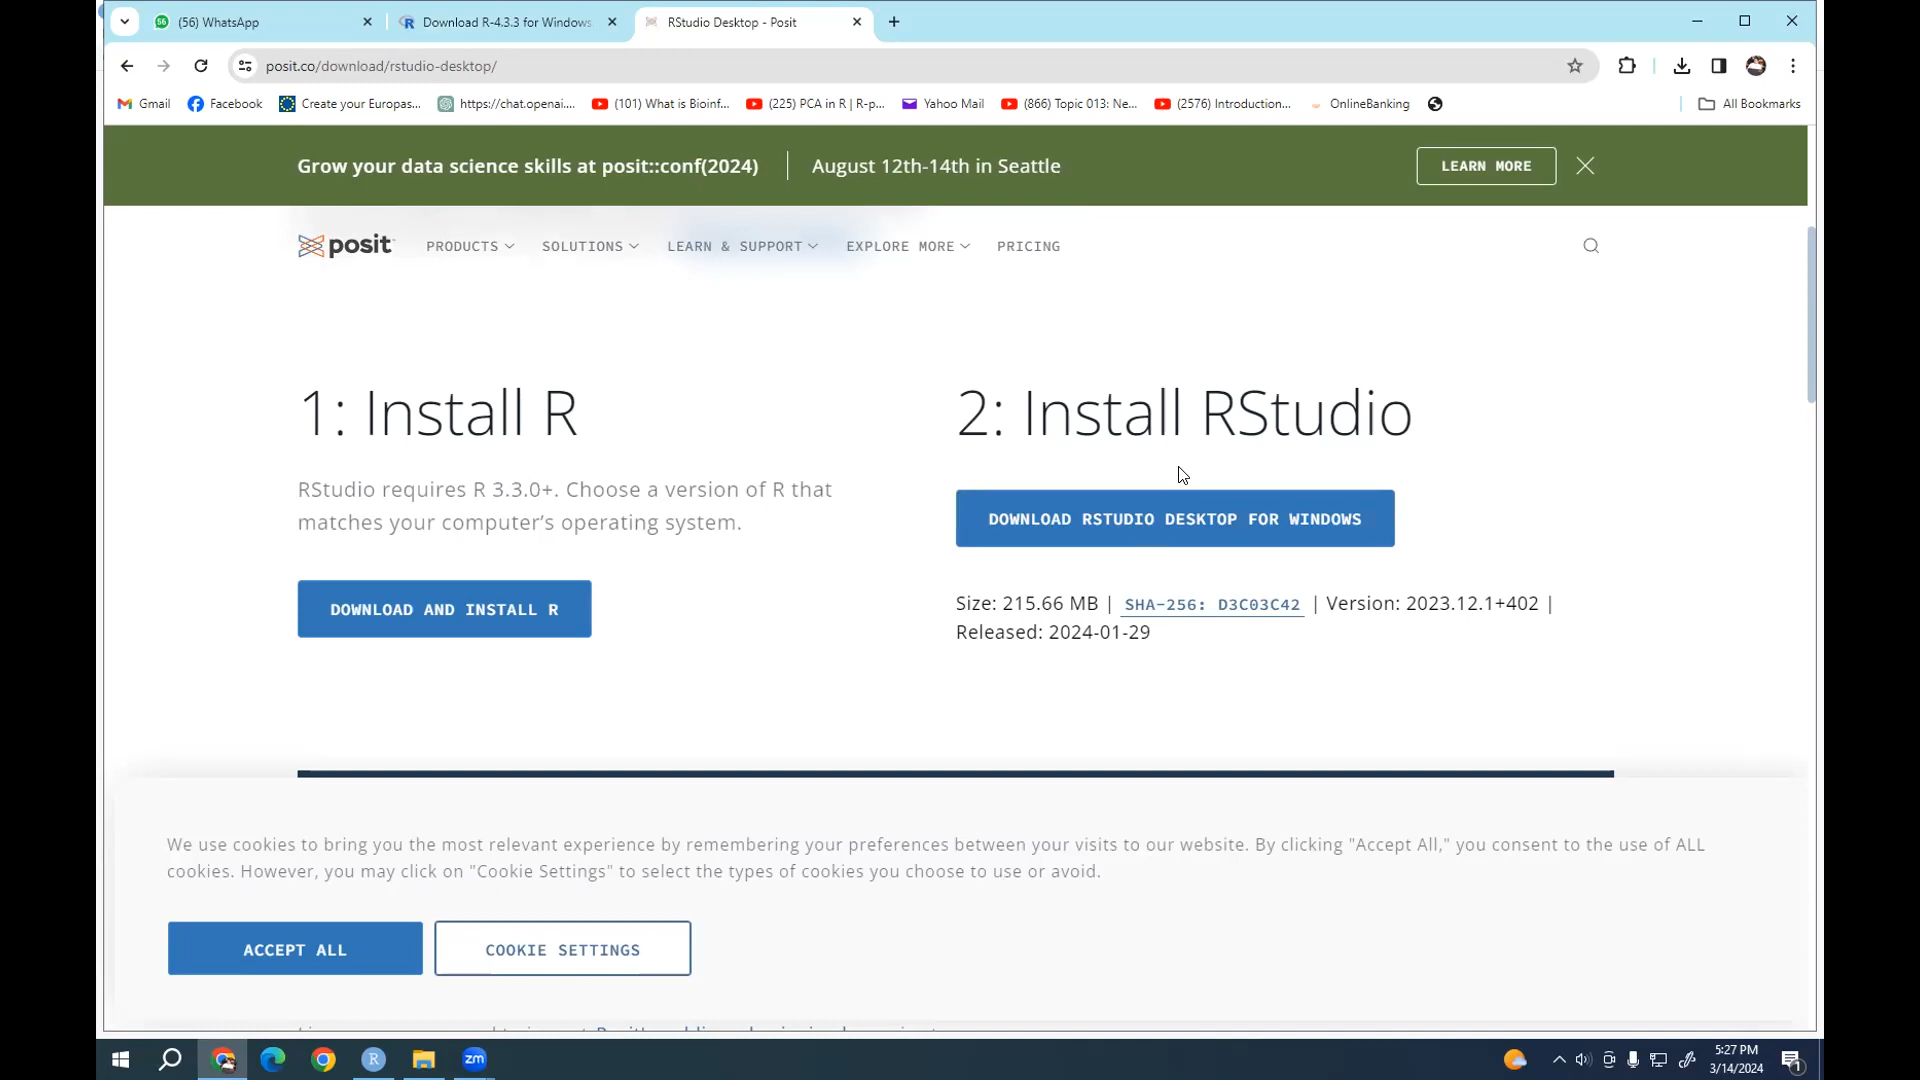 (56) WhatsApp
Download R-4.3.3 for Windows
RStudio Desktop - Posit
posit.co/download/rstudio-desktop/
Gmail
Facebook
Create your Europas...
https://chat.openai....
(101) What is Bioinf...
(225) PCA in R | R-p...
Yahoo Mail
(866) Topic 013: Ne...
(2576) Introduction...
OnlineBanking
All Bookmarks
Grow your data science skills at posit::conf(2024)
August 12th-14th in Seattle
LEARN MORE
posit
PRODUCTS
SOLUTIONS
LEARN & SUPPORT
EXPLORE MORE
PRICING
1: Install R
RStudio requires R 3.3.0+. Choose a version of R that
matches your computer’s operating system.
DOWNLOAD AND INSTALL R
2: Install RStudio
DOWNLOAD RSTUDIO DESKTOP FOR WINDOWS
Size: 215.66 MB | SHA-256: D3C03C42 | Version: 2023.12.1+402 |
Released: 2024-01-29
We use cookies to bring you the most relevant experience by remembering your preferences between your visits to our website. By clicking "Accept All," you consent to the use of ALL
cookies. However, you may click on "Cookie Settings" to select the types of cookies you choose to use or avoid.
ACCEPT ALL
COOKIE SETTINGS
R
zm
5:27 PM
3/14/2024
1